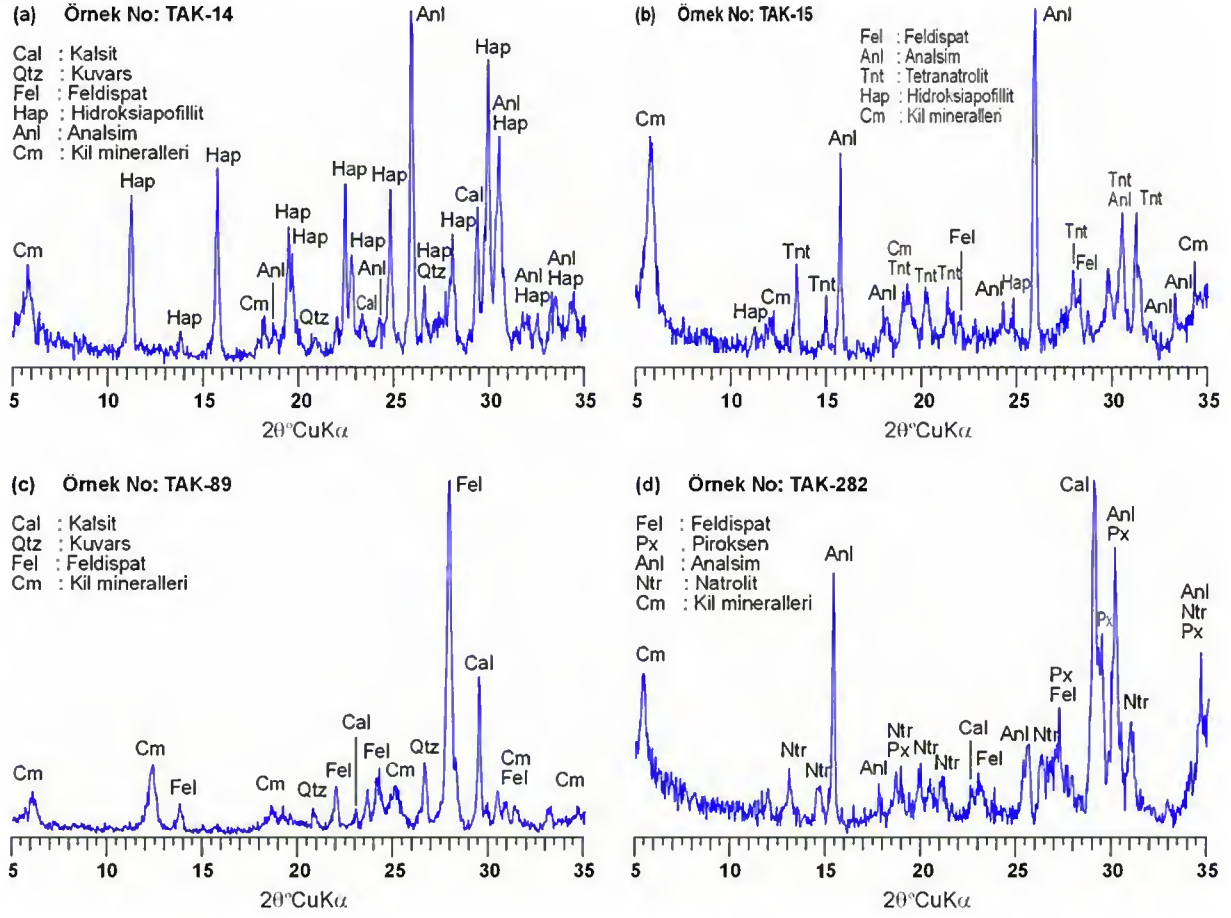 (a) Örnek No: TAK-14
Cal : Kalsit
Qtz : Kuvars
Fel : Feldispat
Hap : Hidroksiapofillit
Anl : Analsim
Cm : Kil mineralleri
Cm
Hap
Hap
Hap
Cm
Anl
Hap
Hap
Qtz
Hap
Hap
Cal
Anl
Hap
Anl
Hap
Qtz
Hap
Cal
Hap
Anl
Hap
Anl
Hap
Anl
Hap
5 10 15 20 25 30 35
2θ°CuKα
(b) Örnek No: TAK-15
Fel : Feldispat
Anl : Analsim
Tnt : Tetranatrolit
Hap : Hidroksiapofillit
Cm : Kil mineralleri
Cm
Hap
Cm
Tnt
Tnt
Anl
Anl
Cm
Tnt
Tnt
Tnt
Fel
Anl
Hap
Anl
Tnt
Fel
Tnt
Anl
Tnt
Anl
Anl
Cm
5 10 15 20 25 30 35
2θ°CuKα
(c) Örnek No: TAK-89
Cal : Kalsit
Qtz : Kuvars
Fel : Feldispat
Cm : Kil mineralleri
Cm
Cm
Fel
Cm
Qtz
Fel
Cal
Fel
Cm
Qtz
Fel
Cal
Cm
Fel
Cm
5 10 15 20 25 30 35
2θ°CuKα
(d) Örnek No: TAK-282
Fel : Feldispat
Px : Piroksen
Anl : Analsim
Ntr : Natrolit
Cm : Kil mineralleri
Cm
Ntr
Ntr
Anl
Anl
Ntr
Px
Ntr
Ntr
Cal
Fel
Anl
Ntr
Px
Fel
Cal
Px
Anl
Px
Ntr
Anl
Ntr
Px
5 10 15 20 25 30 35
2θ°CuKα